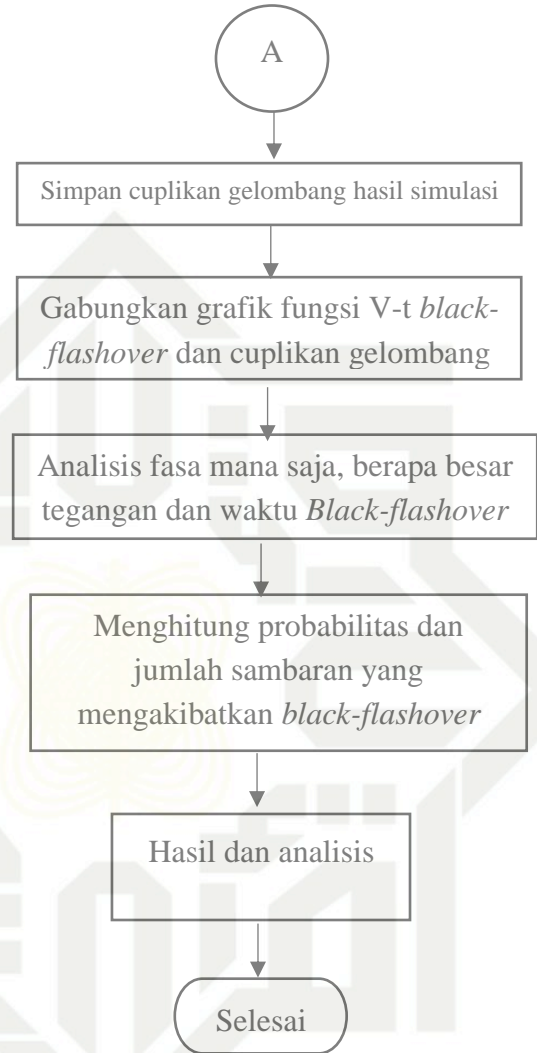 A
Simpan cuplikan gelombang hasil simulasi
Gabungkan grafik fungsi V-t black-
flashover dan cuplikan gelombang
Analisis fasa mana saja, berapa besar
tegangan dan waktu Black-flashover
Menghitung probabilitas dan
jumlah sambaran yang
mengakibatkan black-flashover
Hasil dan analisis
Selesai